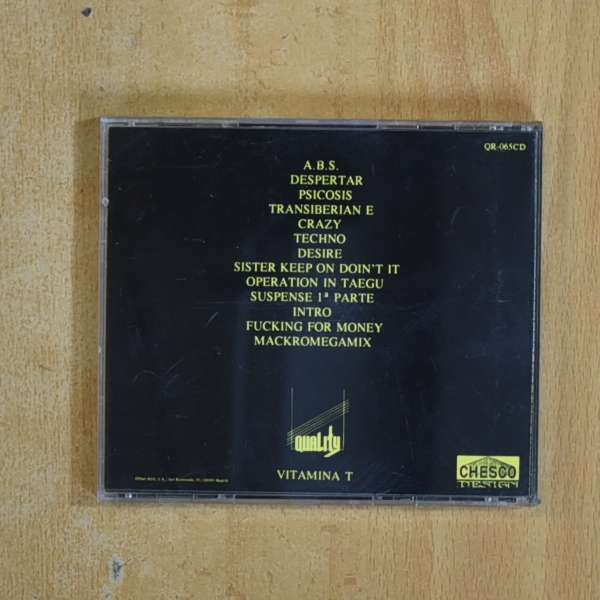 QR-065CD
A.B.S.
DESPERTAR
PSICOSIS
TRANSIBERIAN E
CRAZY
TECHNO
DESIRE
SISTER KEEP ON DOIN'T IT
OPERATION IN TAEGU
SUSPENSE 1ª PARTE
INTRO
FUCKING FOR MONEY
MACKROMEGAMIX
QUALITY
VITAMINA T
CHESCO
DESIGN